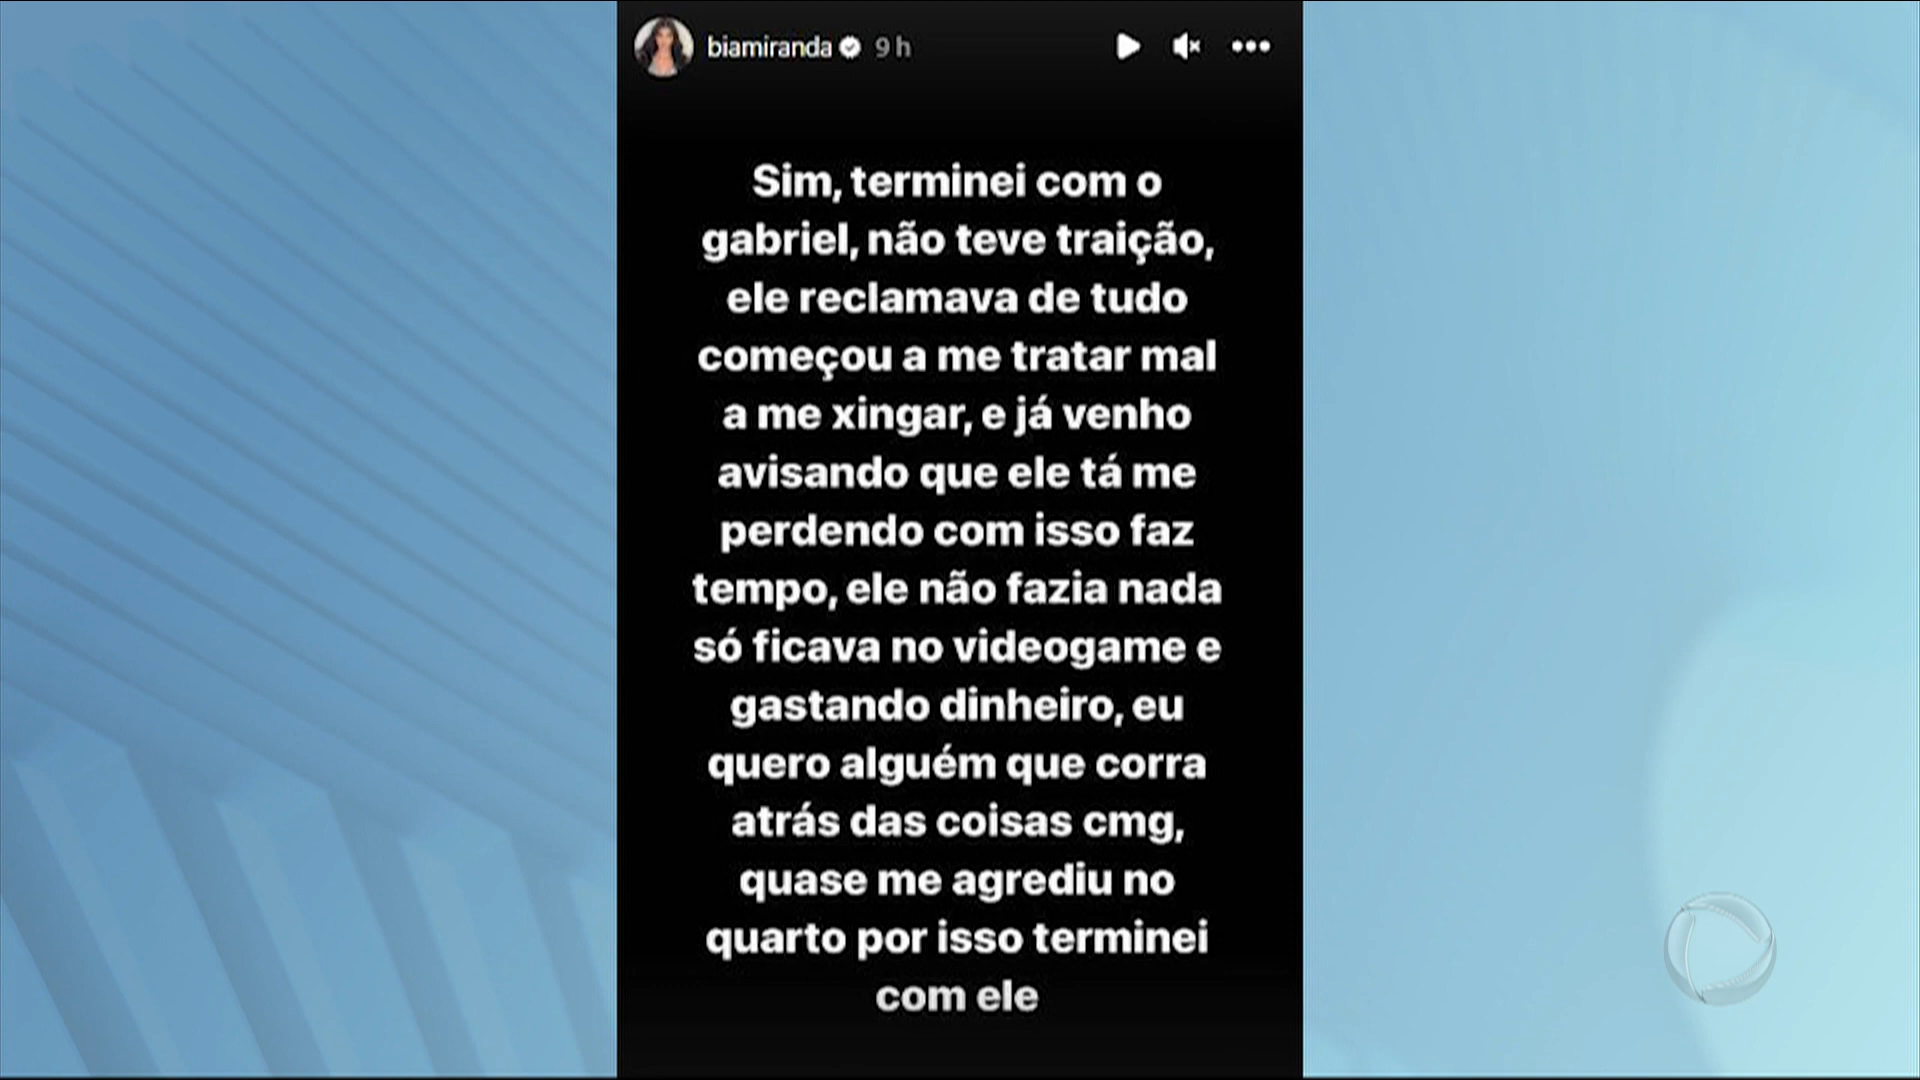 biamiranda 9 h
Sim, terminei com o
gabriel, não teve traição,
ele reclamava de tudo
começou a me tratar mal
a me xingar, e já venho
avisando que ele tá me
perdendo com isso faz
tempo, ele não fazia nada
só ficava no videogame e
gastando dinheiro, eu
quero alguém que corra
atrás das coisas cmg,
quase me agrediu no
quarto por isso terminei
com ele